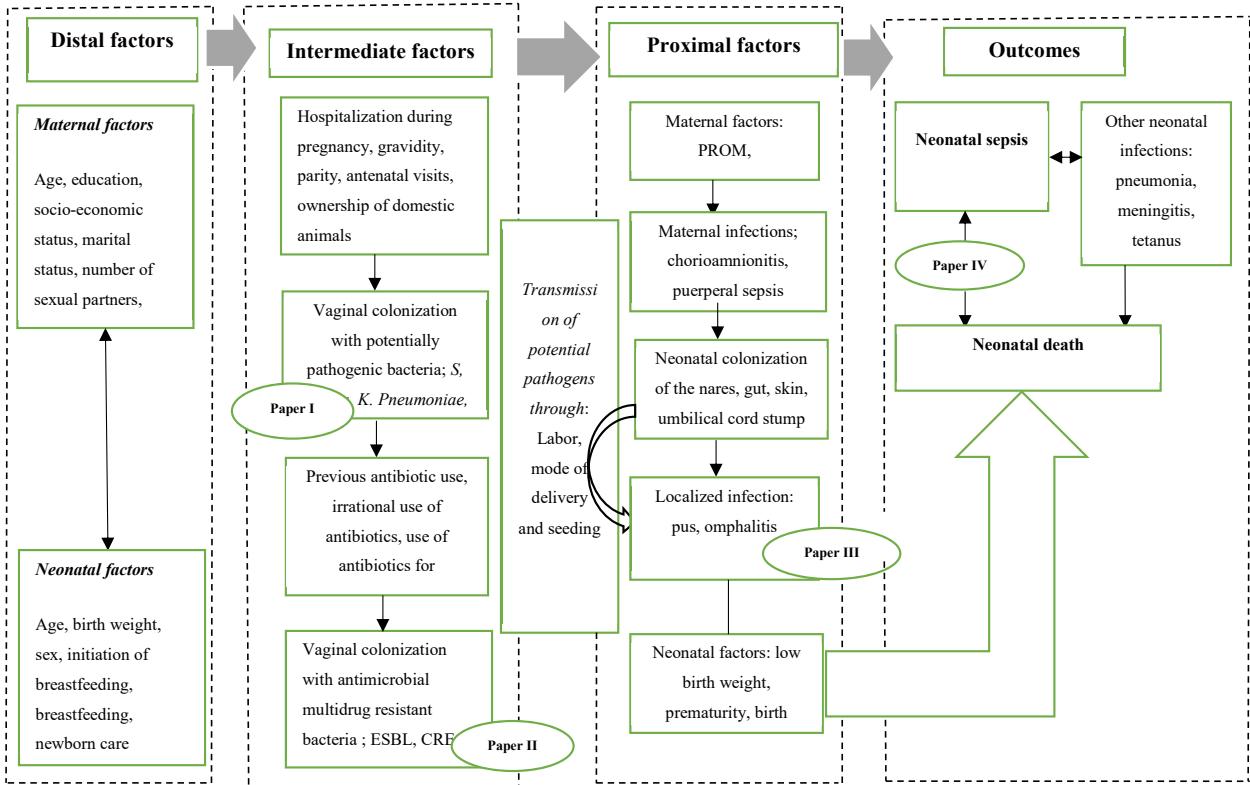 Distal factors
Maternal factors
Age, education,
socio-economic
status, marital
status, number of
sexual partners,
Neonatal factors
Age, birth weight,
sex, initiation of
breastfeeding,
breastfeeding,
newborn care
Intermediate factors
Hospitalization during
pregnancy, gravidity,
parity, antenatal visits,
ownership of domestic
animals
Vaginal colonization
with potentially
pathogenic bacteria; S,
K. Pneumoniae,
Paper I
Previous antibiotic use,
irrational use of
antibiotics, use of
antibiotics for
Vaginal colonization
with antimicrobial
multidrug resistant
bacteria ; ESBL, CRE
Paper II
Transmissi
on of
potential
pathogens
through:
Labor,
mode of
delivery
and seeding
Proximal factors
Maternal factors:
PROM,
Maternal infections;
chorioamnionitis,
puerperal sepsis
Neonatal colonization
of the nares, gut, skin,
umbilical cord stump
Localized infection:
pus, omphalitis
Paper III
Neonatal factors: low
birth weight,
prematurity, birth
Outcomes
Neonatal sepsis
Other neonatal
infections:
pneumonia,
meningitis,
tetanus
Paper IV
Neonatal death